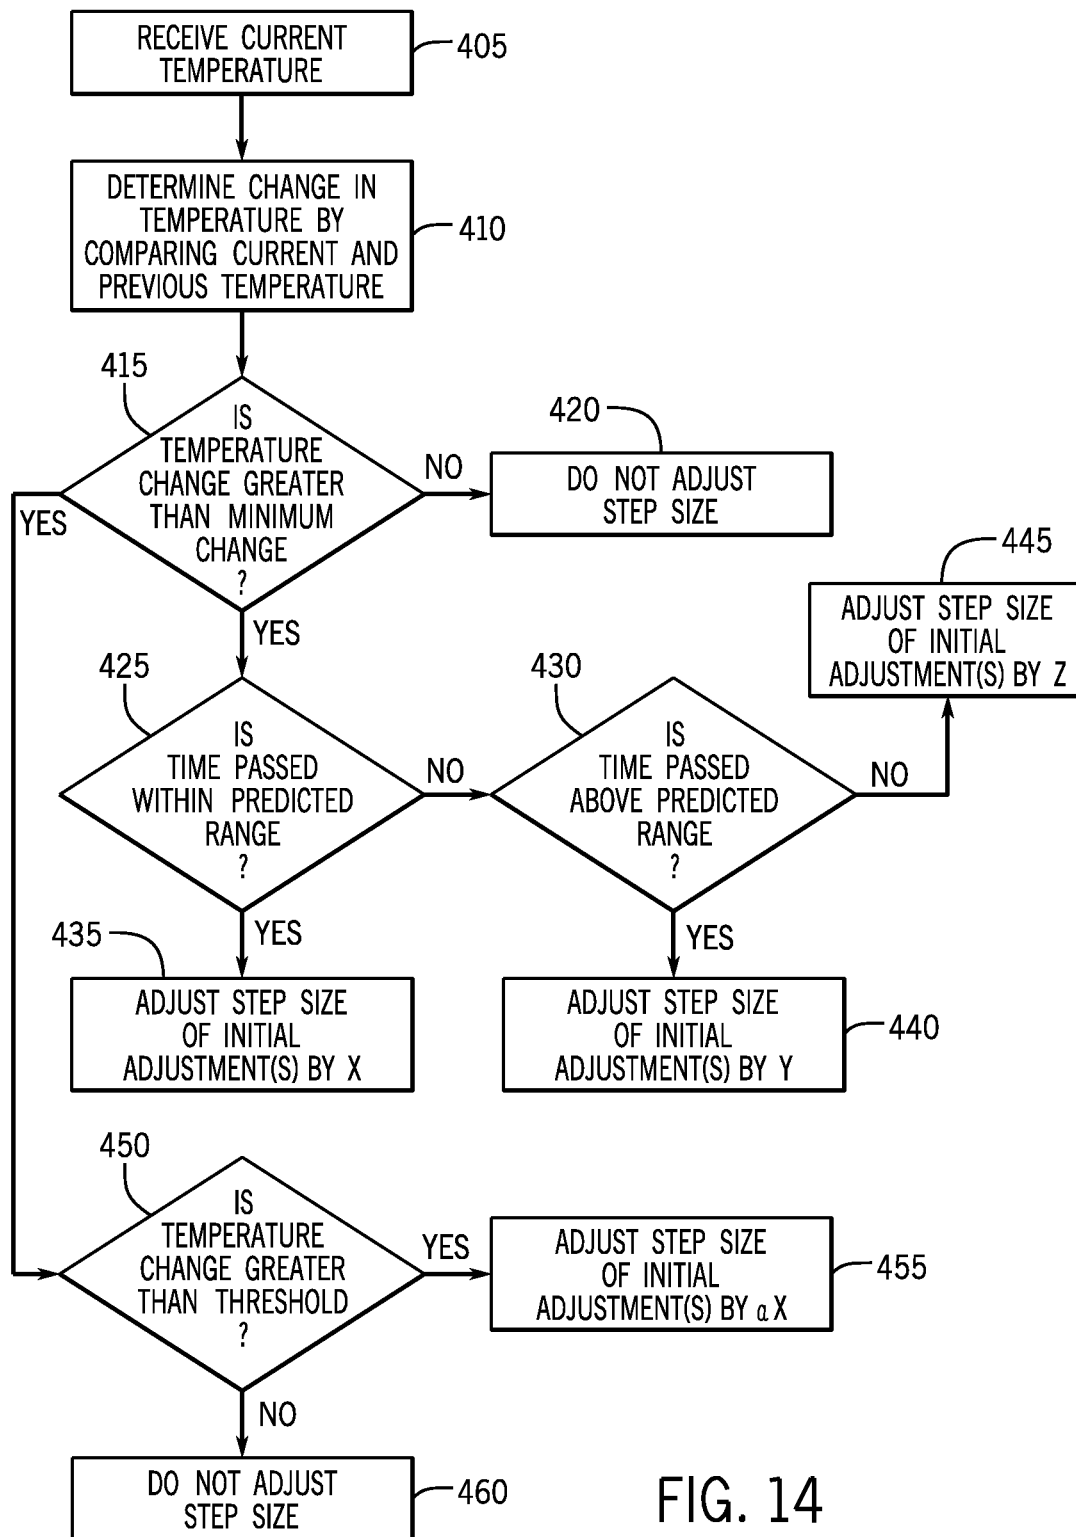 RECEIVE CURRENT
TEMPERATURE
405
DETERMINE CHANGE IN
TEMPERATURE BY
COMPARING CURRENT AND
PREVIOUS TEMPERATURE
410
415
IS
TEMPERATURE
CHANGE GREATER
THAN MINIMUM
CHANGE
?
YES
NO
420
DO NOT ADJUST
STEP SIZE
YES
445
ADJUST STEP SIZE
OF INITIAL
ADJUSTMENT(S) BY Z
425
IS
TIME PASSED
WITHIN PREDICTED
RANGE
?
NO
430
IS
TIME PASSED
ABOVE PREDICTED
RANGE
?
NO
YES
435
ADJUST STEP SIZE
OF INITIAL
ADJUSTMENT(S) BY X
YES
ADJUST STEP SIZE
OF INITIAL
ADJUSTMENT(S) BY Y
440
450
IS
TEMPERATURE
CHANGE GREATER
THAN THRESHOLD
?
YES
ADJUST STEP SIZE
OF INITIAL
ADJUSTMENT(S) BY α X
455
NO
DO NOT ADJUST
STEP SIZE
460
FIG. 14